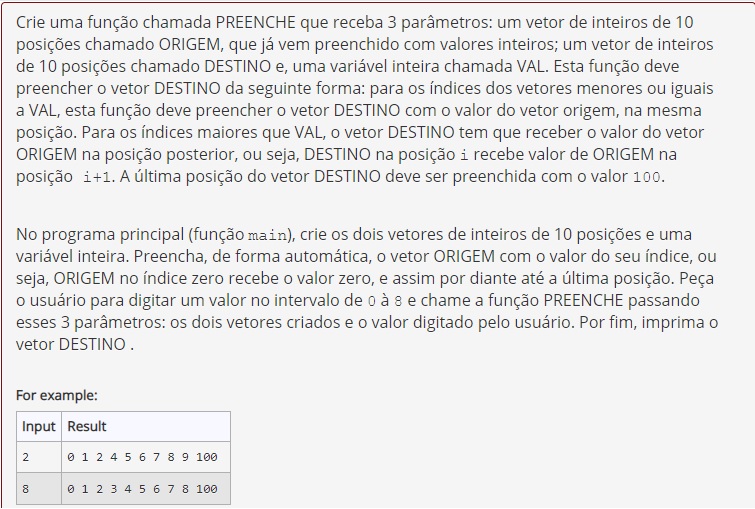 Crie uma função chamada PREENCHE que receba 3 parâmetros: um vetor de inteiros de 10
posições chamado ORIGEM, que já vem preenchido com valores inteiros; um vetor de inteiros
de 10 posições chamado DESTINO e, uma variável inteira chamada VAL. Esta função deve
preencher o vetor DESTINO da seguinte forma: para os índices dos vetores menores ou iguais
a VAL, esta função deve preencher o vetor DESTINO com o valor do vetor origem, na mesma
posição. Para os índices maiores que VAL, o vetor DESTINO tem que receber o valor do vetor
ORIGEM na posição posterior, ou seja, DESTINO na posição i recebe valor de ORIGEM na
posição i+1. A última posição do vetor DESTINO deve ser preenchida com o valor 100.
No programa principal (função main), crie os dois vetores de inteiros de 10 posições e uma
variável inteira. Preencha, de forma automática, o vetor ORIGEM com o valor do seu índice, ou
seja, ORIGEM no índice zero recebe o valor zero, e assim por diante até a última posição. Peça
o usuário para digitar um valor no intervalo de 0 à 8 e chame a função PREENCHE passando
esses 3 parâmetros: os dois vetores criados e o valor digitado pelo usuário. Por fim, imprima o
vetor DESTINO .
For example:
Input Result
2 0 1 2 4 5 6 7 8 9 100
8 0 1 2 3 4 5 6 7 8 100